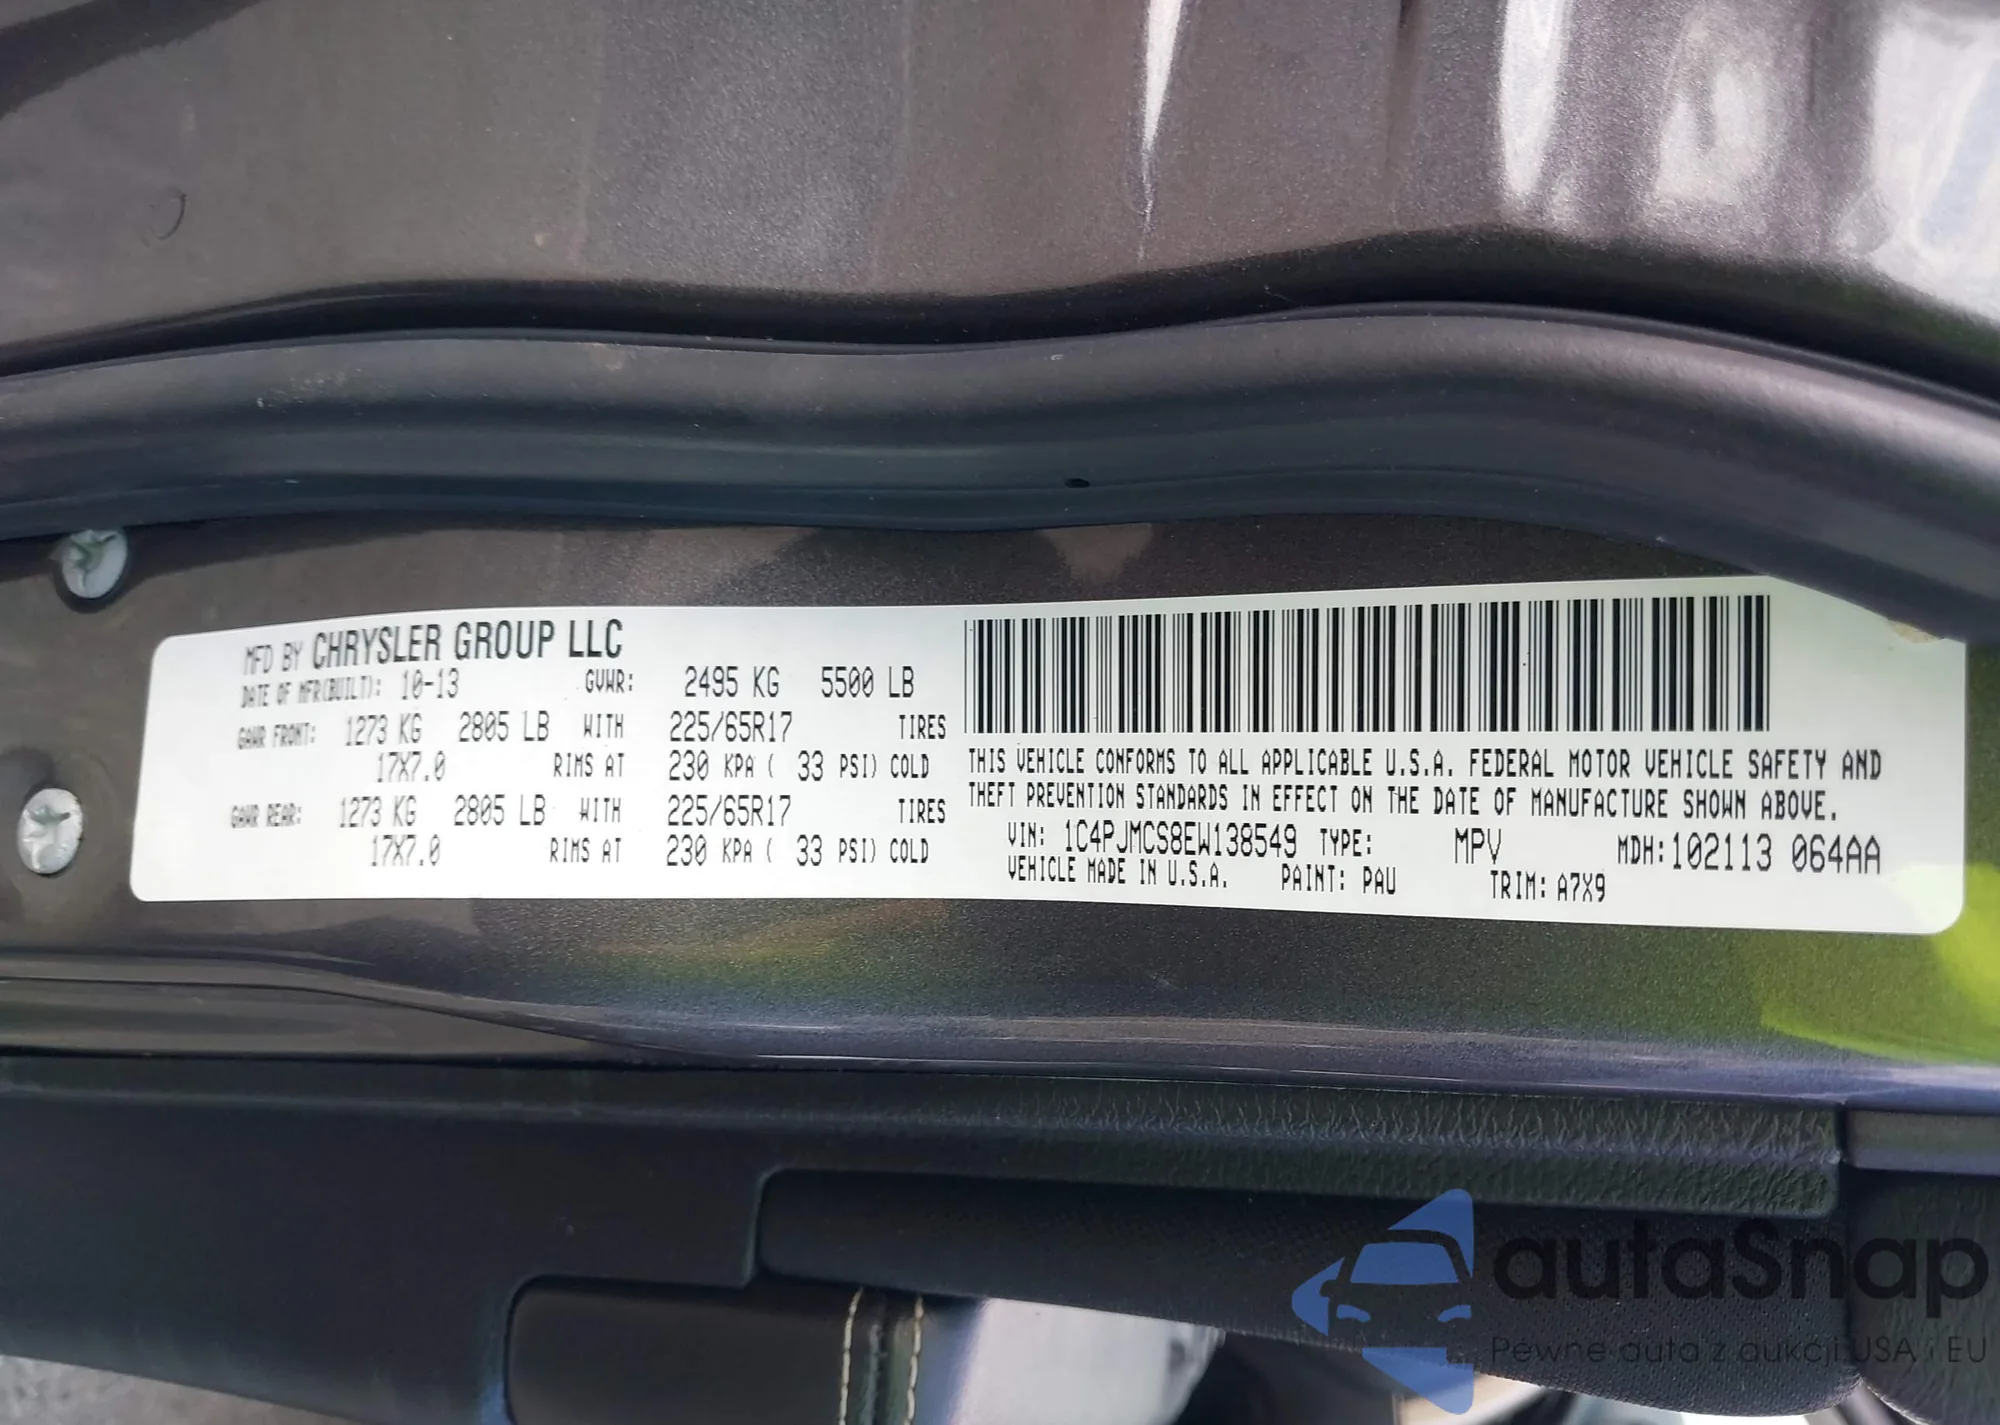 MFD BY CHRYSLER GROUP LLC
DATE OF MFR(BUILT): 10-13 GVWR: 2495 KG 5500 LB
GAWR FRONT: 1273 KG 2805 LB WITH 225/65R17 TIRES
17X7.0 RIMS AT 230 KPA ( 33 PSI) COLD
GAWR REAR: 1273 KG 2805 LB WITH 225/65R17 TIRES
17X7.0 RIMS AT 230 KPA ( 33 PSI) COLD
THIS VEHICLE CONFORMS TO ALL APPLICABLE U.S.A. FEDERAL MOTOR VEHICLE SAFETY AND
THEFT PREVENTION STANDARDS IN EFFECT ON THE DATE OF MANUFACTURE SHOWN ABOVE.
VIN: 1C4PJMCS8EW138549 TYPE: MPV MDH:102113 064AA
VEHICLE MADE IN U.S.A. PAINT: PAU TRIM: A7X9
autaSnap
Pewne auta z aukcji USA i EU